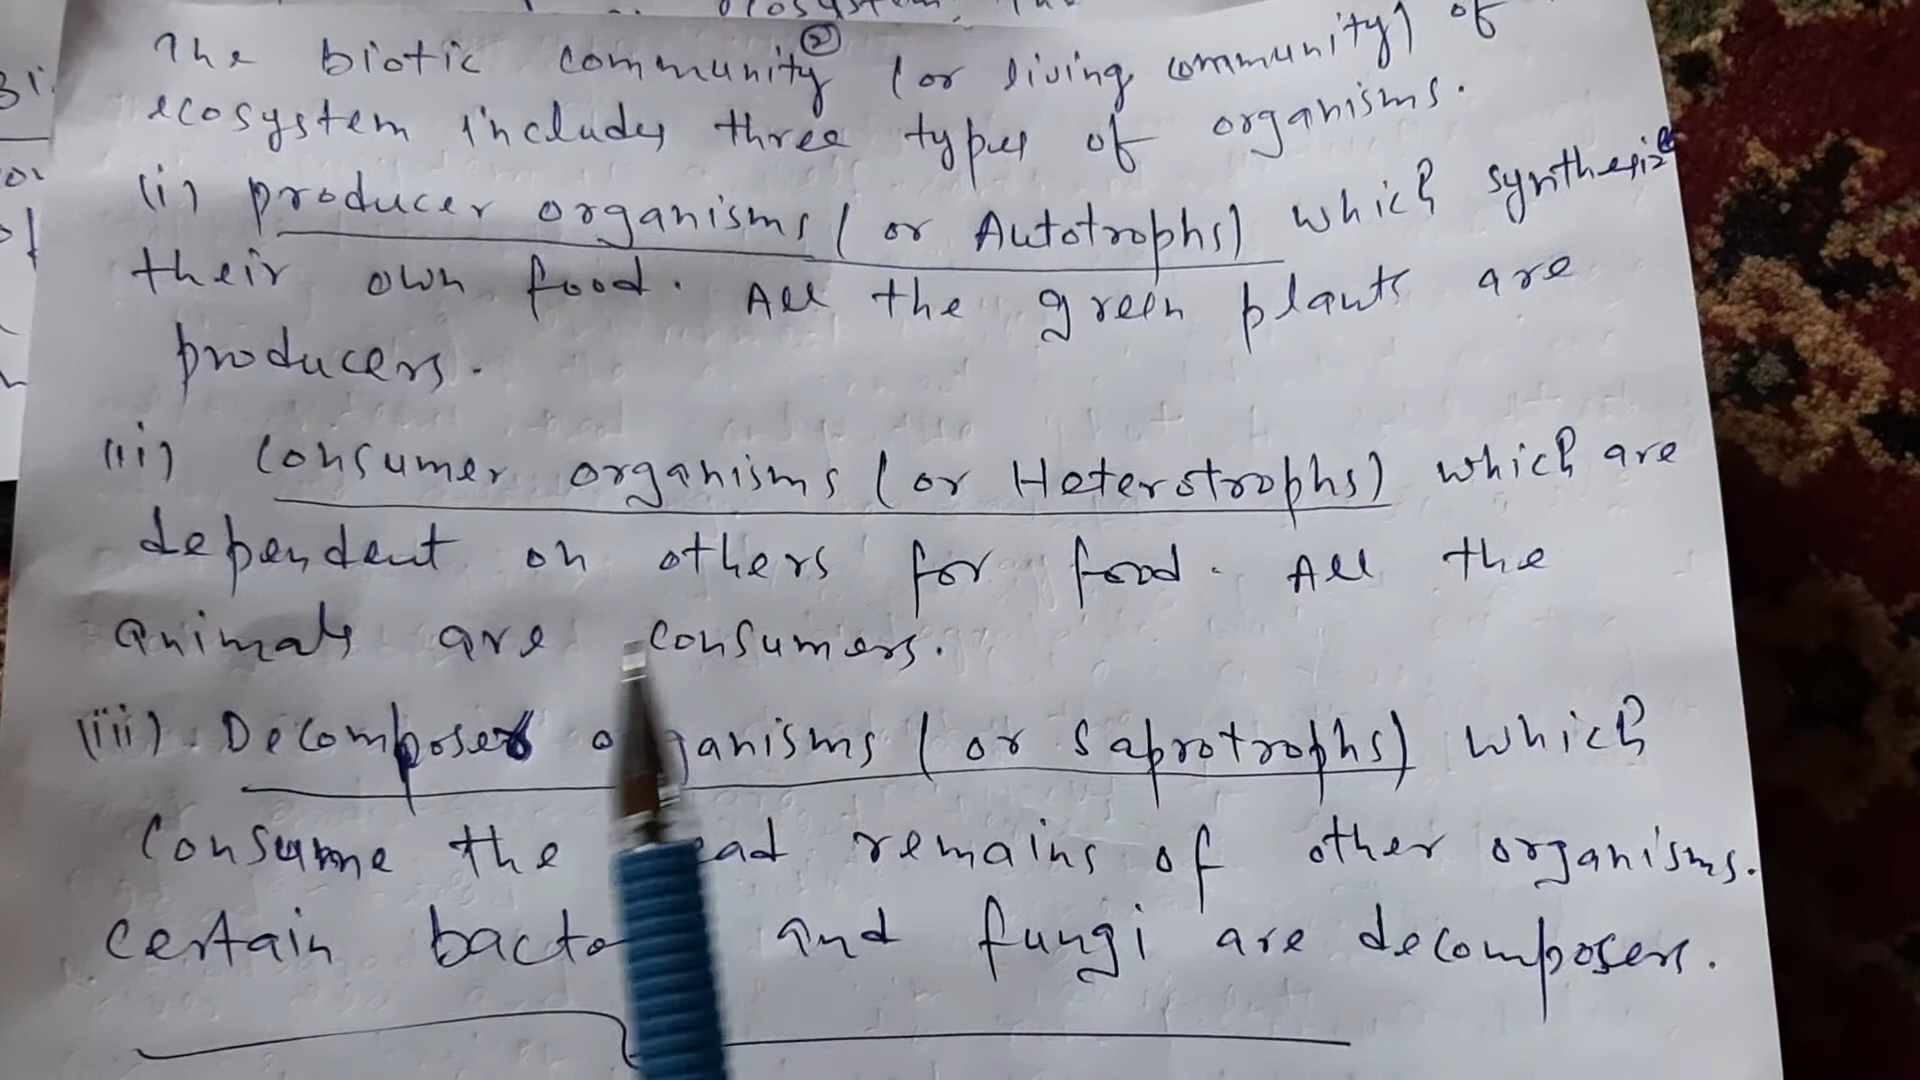 ecosystem. The
The biotic community (or living community) of
②
ecosystem includes three types of organisms.
(i) producer organisms (or Autotrophs) which synthesize
their own food. All the green plants are
producers.
(ii) Consumer organisms (or Heterotrophs) which are
dependent on others for food. All the
animals are consumers.
(iii) Decomposer organisms (or Saprotrophs) which
Consume the remains of other organisms.
Certain and fungi are decomposers.